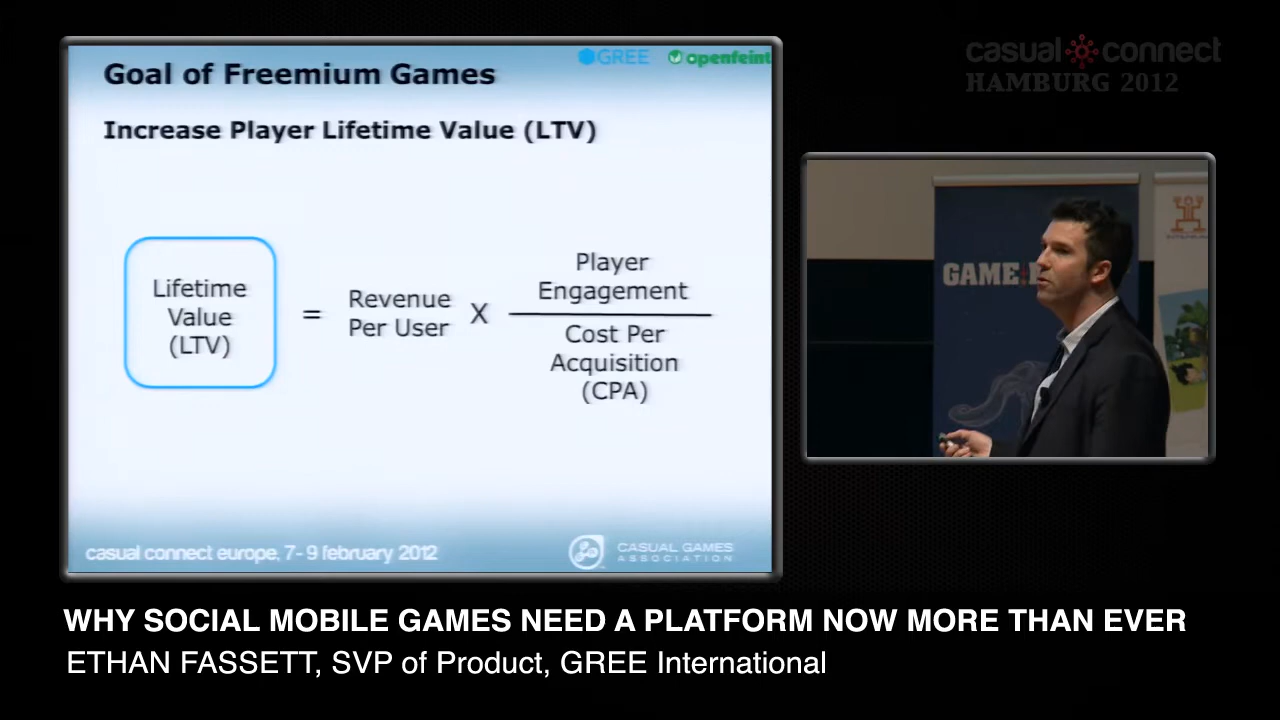 GREE openfeint
Goal of Freemium Games
Increase Player Lifetime Value (LTV)
Lifetime
Value
(LTV)
=
Revenue
Per User
X
Player
Engagement
Cost Per
Acquisition
(CPA)
casual connect europe, 7-9 february 2012
CASUAL GAMES
ASSOCIATION
casual connect
HAMBURG 2012
WHY SOCIAL MOBILE GAMES NEED A PLATFORM NOW MORE THAN EVER
ETHAN FASSETT, SVP of Product, GREE International